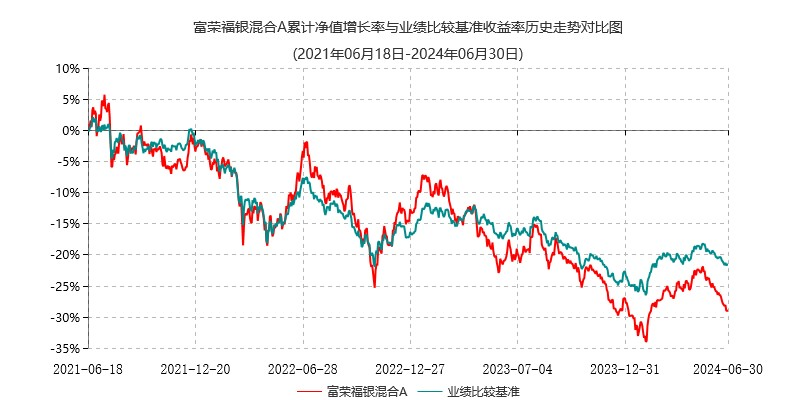 富荣福银混合A累计净值增长率与业绩比较基准收益率历史走势对比图
(2021年06月18日-2024年06月30日)
10%
5%
0%
-5%
-10%
-15%
-20%
-25%
-30%
-35%
2021-06-18 2021-12-20 2022-06-28 2022-12-27 2023-07-04 2023-12-31 2024-06-30
富荣福银混合A 业绩比较基准